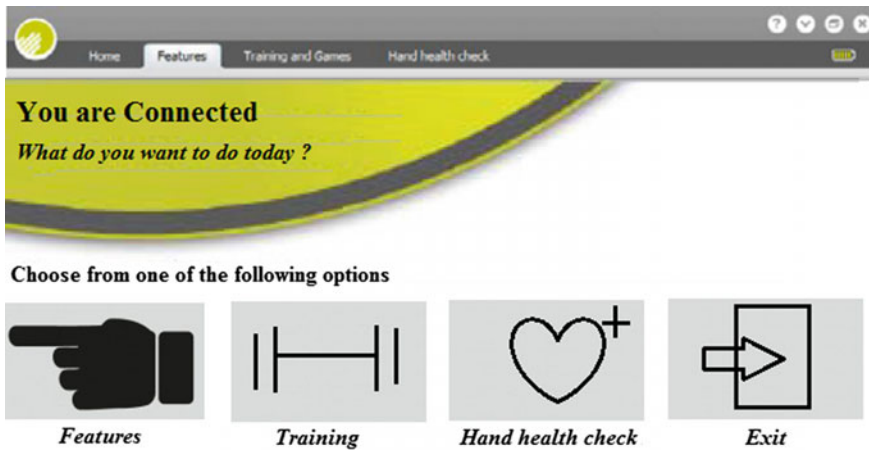 Home Features Training and Games Hand health check
You are Connected
What do you want to do today ?
Choose from one of the following options
Features Training Hand health check Exit